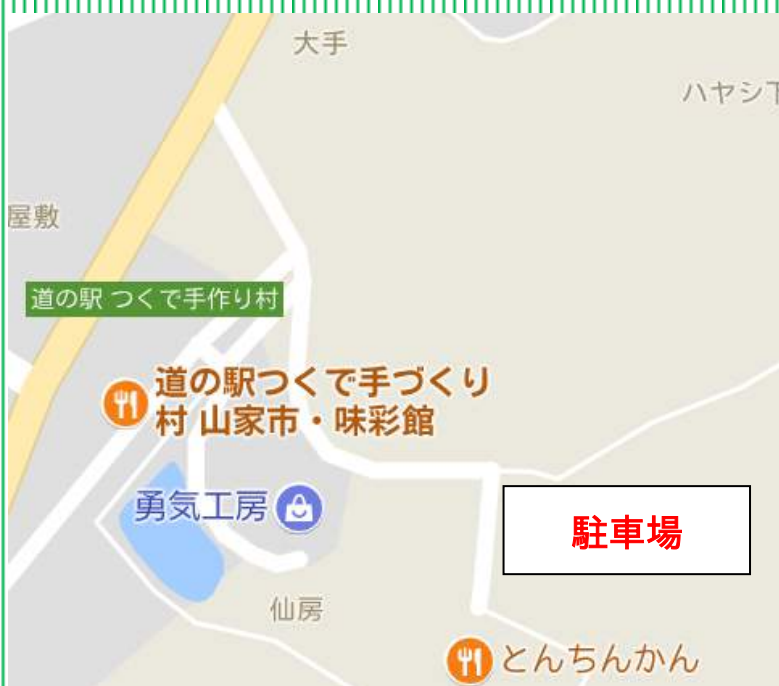 大手
ハヤシ下
屋敷
道の駅 つくで手作り村
道の駅つくで手づくり
村 山家市・味彩館
勇気工房
駐車場
仙房
とんちんかん